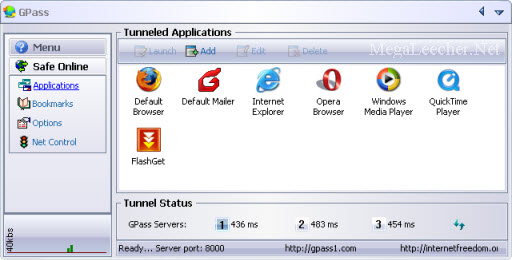 GPass
Menu
Safe Online
Applications
Bookmarks
Options
Net Control
40kbs
Tunneled Applications
Launch Add Edit Delete
MegaLeecher.Net
Default Browser
Default Mailer
Internet Explorer
Opera Browser
Windows Media Player
QuickTime Player
FlashGet
Tunnel Status
GPass Servers: 1 436 ms 2 483 ms 3 454 ms
Ready... Server port: 8000 http://gpass1.com http://internetfreedom.or